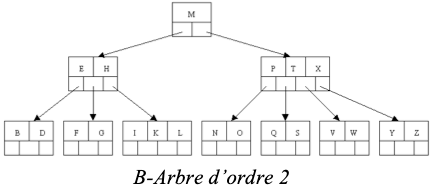 M
E H P T X
B D F G I K L N O Q S V W Y Z
B-Arbre d'ordre 2